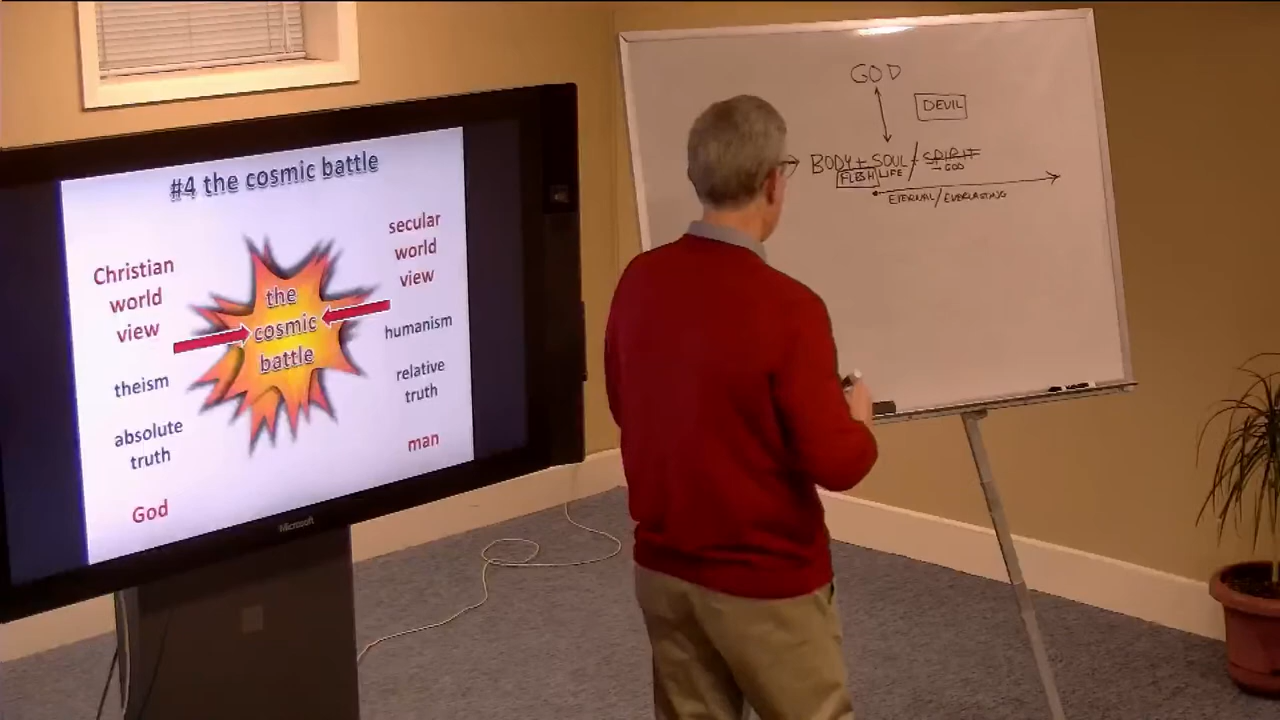 #4 the cosmic battle
Christian
world
view
theism
absolute
truth
God
the
cosmic
battle
secular
world
view
humanism
relative
truth
man
Microsoft
GOD
DEVIL
BODY + SOUL / SPIRIT
FLESH LIFE → GOD
ETERNAL/EVERLASTING